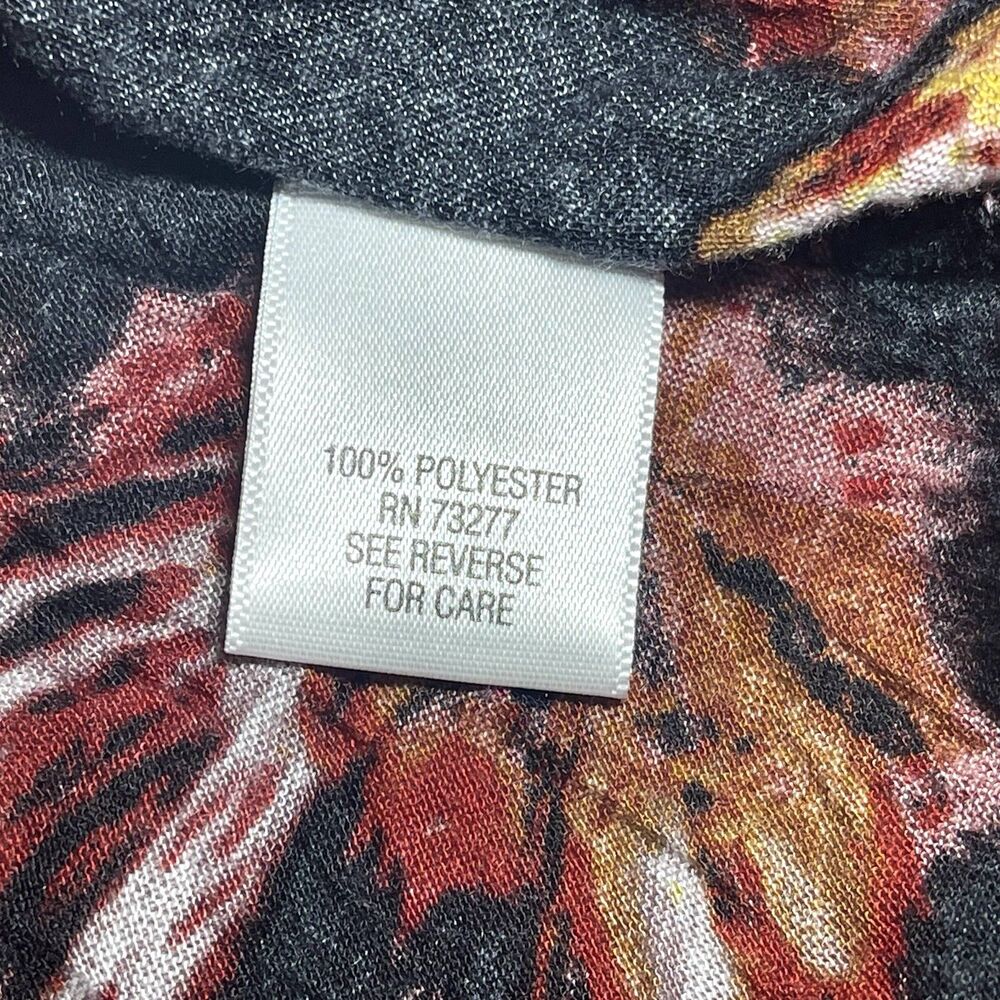 100% POLYESTER
RN 73277
SEE REVERSE
FOR CARE